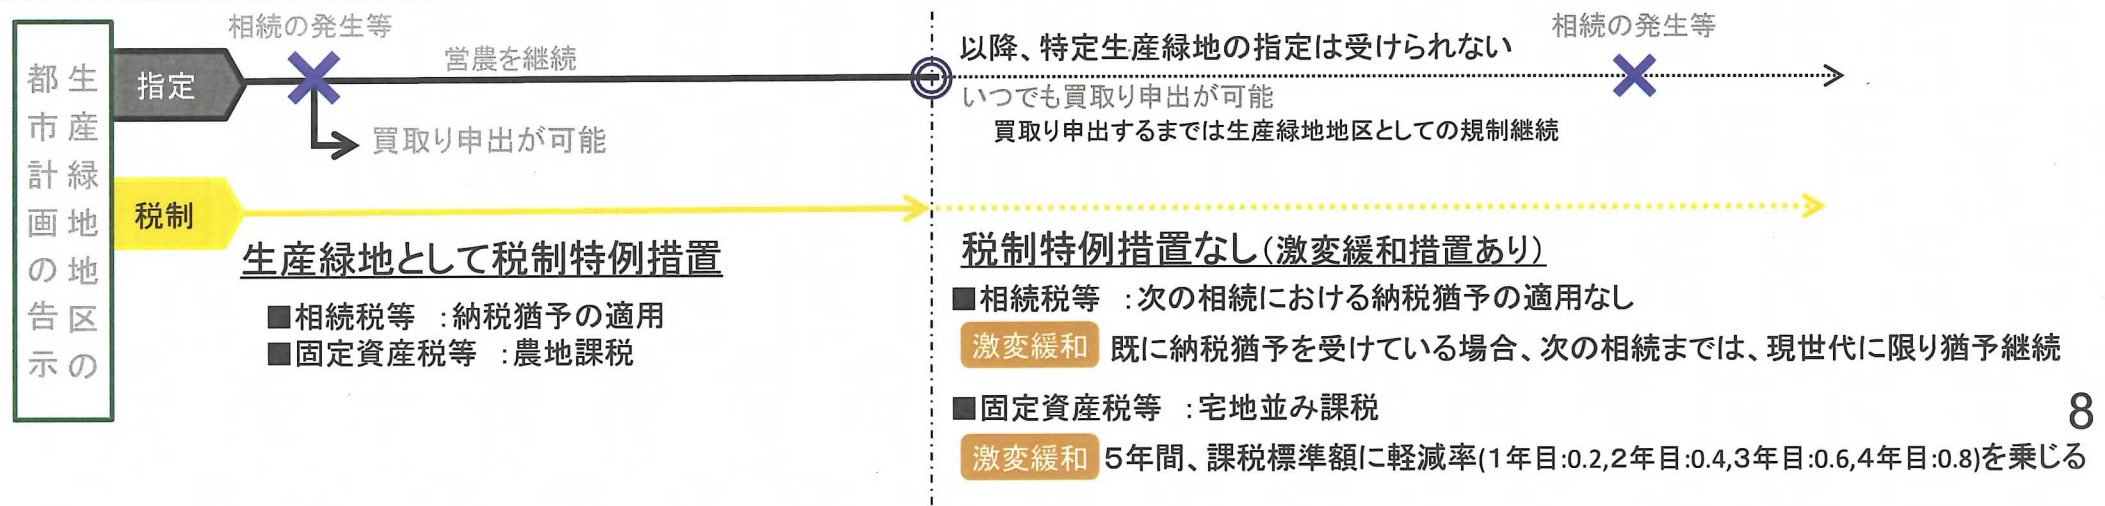 生産緑地地区の
都市計画の告示
指定
相続の発生等
営農を継続
買取り申出が可能
以降、特定生産緑地の指定は受けられない
相続の発生等
いつでも買取り申出が可能
買取り申出するまでは生産緑地地区としての規制継続
税制
生産緑地として税制特例措置
■相続税等 :納税猶予の適用
■固定資産税等 :農地課税
税制特例措置なし(激変緩和措置あり)
■相続税等 :次の相続における納税猶予の適用なし
激変緩和 既に納税猶予を受けている場合、次の相続までは、現世代に限り猶予継続
■固定資産税等 :宅地並み課税
激変緩和 5年間、課税標準額に軽減率(1年目:0.2,2年目:0.4,3年目:0.6,4年目:0.8)を乗じる
8